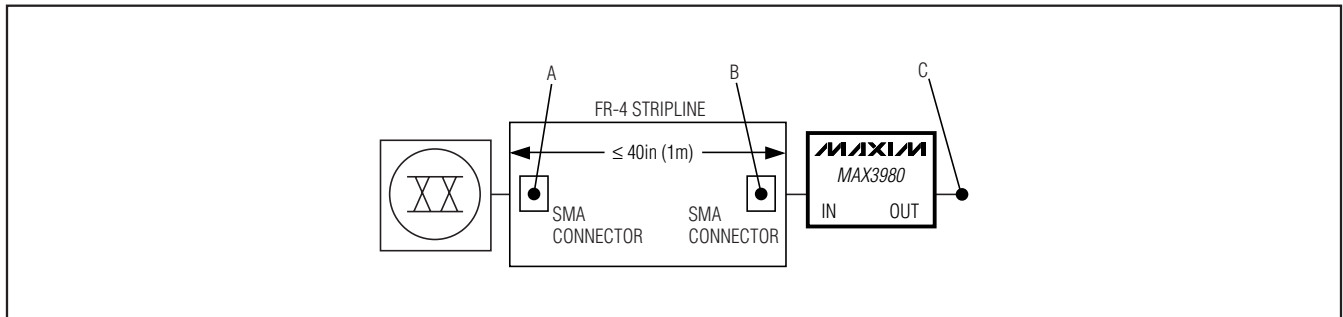 A
B
C
FR-4 STRIPLINE
≤ 40in (1m)
MAXIM
MAX3980
IN OUT
SMA
CONNECTOR
SMA
CONNECTOR